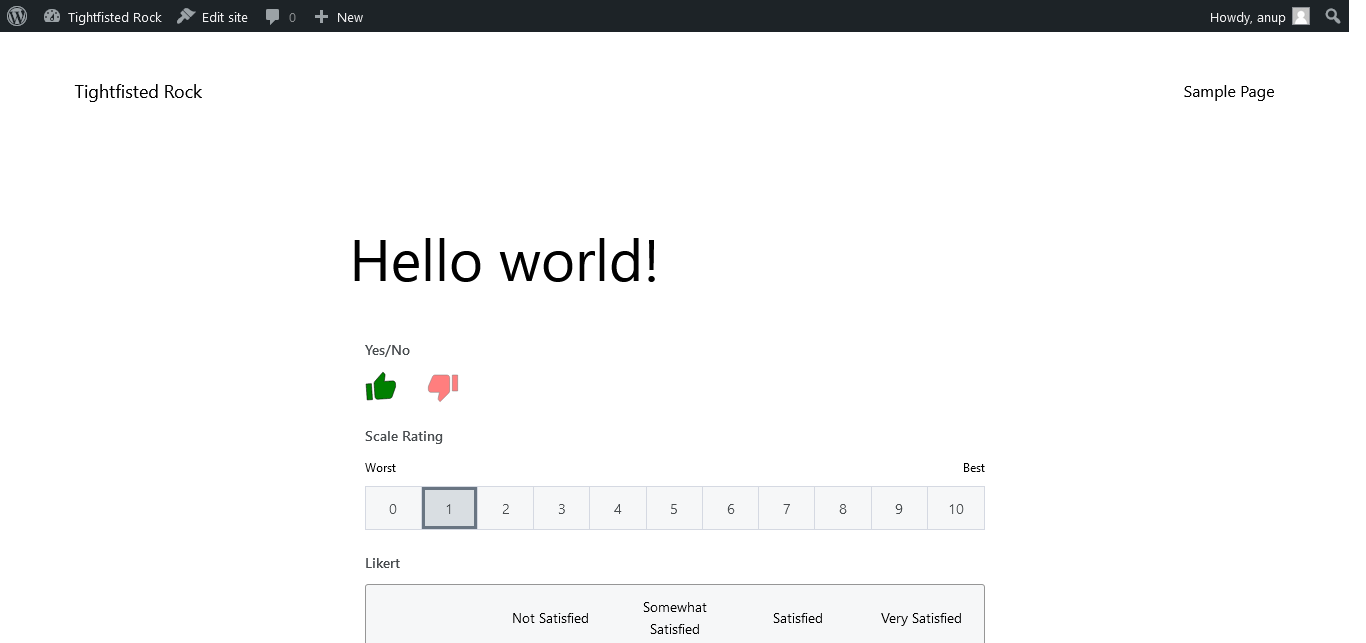 Tightfisted Rock Edit site 0 New Howdy, anup
Tightfisted Rock Sample Page
Hello world!
Yes/No
Scale Rating
Worst Best
0 1 2 3 4 5 6 7 8 9 10
Likert
Not Satisfied Somewhat Satisfied Satisfied Very Satisfied